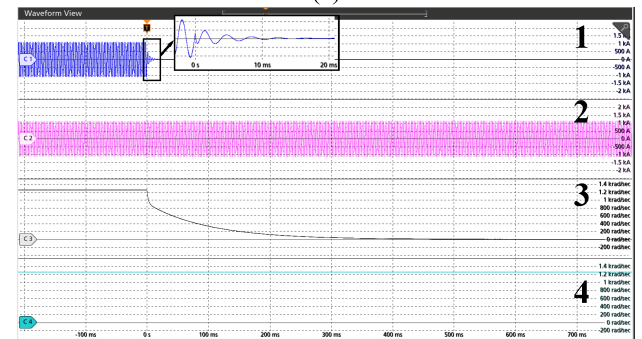 Waveform View
T
1
1.5 kA
1 kA
500 A
0 A
-500 A
-1 kA
-1.5 kA
-2 kA
C 1
0 s 10 ms 20 ms
2
2 kA
1.5 kA
1 kA
500 A
0 A
-500 A
-1 kA
-1.5 kA
-2 kA
C 2
3
1.4 krad/sec
1.2 krad/sec
1 krad/sec
800 rad/sec
600 rad/sec
400 rad/sec
200 rad/sec
0 rad/sec
-200 rad/sec
C 3
4
1.4 krad/sec
1.2 krad/sec
1 krad/sec
800 rad/sec
600 rad/sec
400 rad/sec
200 rad/sec
0 rad/sec
-200 rad/sec
C 4
-100 ms 0 s 100 ms 200 ms 300 ms 400 ms 500 ms 600 ms 700 ms